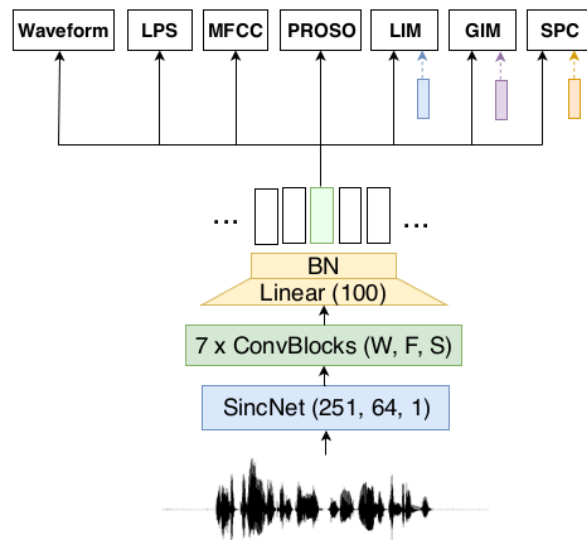 Waveform LPS MFCC PROSO LIM GIM SPC
... ...
BN
Linear (100)
7 x ConvBlocks (W, F, S)
SincNet (251, 64, 1)